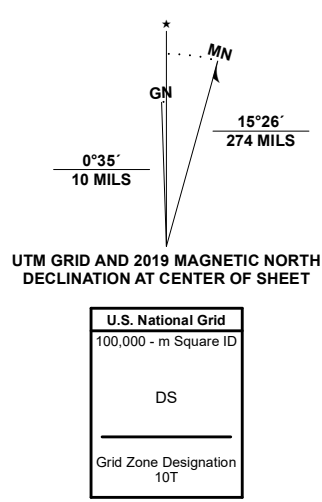 ★
MN
GN
15°26´
274 MILS
0°35´
10 MILS
UTM GRID AND 2019 MAGNETIC NORTH
DECLINATION AT CENTER OF SHEET
U.S. National Grid
100,000 - m Square ID
DS
Grid Zone Designation
10T